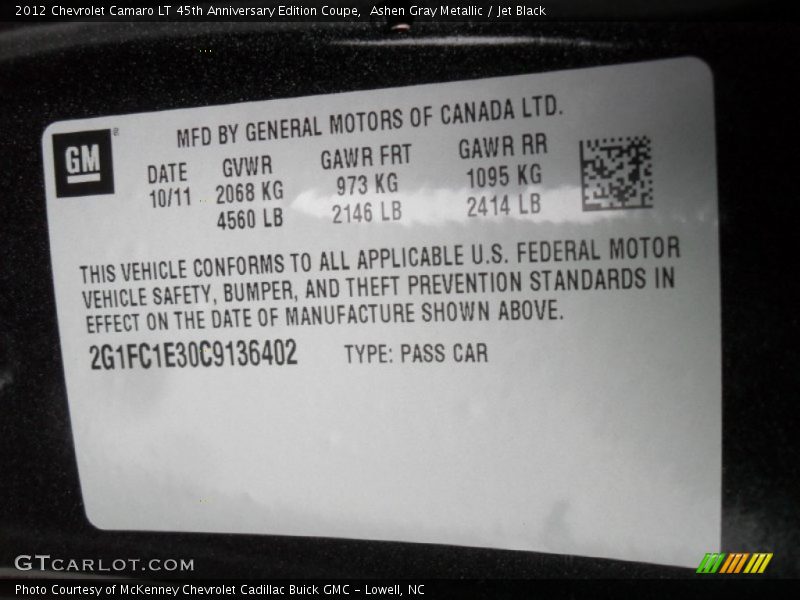 2012 Chevrolet Camaro LT 45th Anniversary Edition Coupe,  Ashen Gray Metallic / Jet Black
MFD BY GENERAL MOTORS OF CANADA LTD.
GM®
DATE GVWR GAWR FRT GAWR RR
10/11 2068 KG 973 KG 1095 KG
4560 LB 2146 LB 2414 LB
THIS VEHICLE CONFORMS TO ALL APPLICABLE U.S. FEDERAL MOTOR
VEHICLE SAFETY, BUMPER, AND THEFT PREVENTION STANDARDS IN
EFFECT ON THE DATE OF MANUFACTURE SHOWN ABOVE.
2G1FC1E30C9136402 TYPE: PASS CAR
GTCARLOT.COM
Photo Courtesy of McKenney Chevrolet Cadillac Buick GMC - Lowell, NC